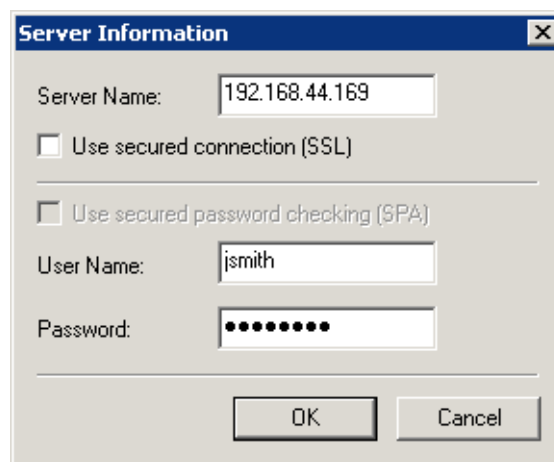 Server Information
Server Name: 192.168.44.169
Use secured connection (SSL)
Use secured password checking (SPA)
User Name: jsmith
Password: ●●●●●●●●
OK Cancel